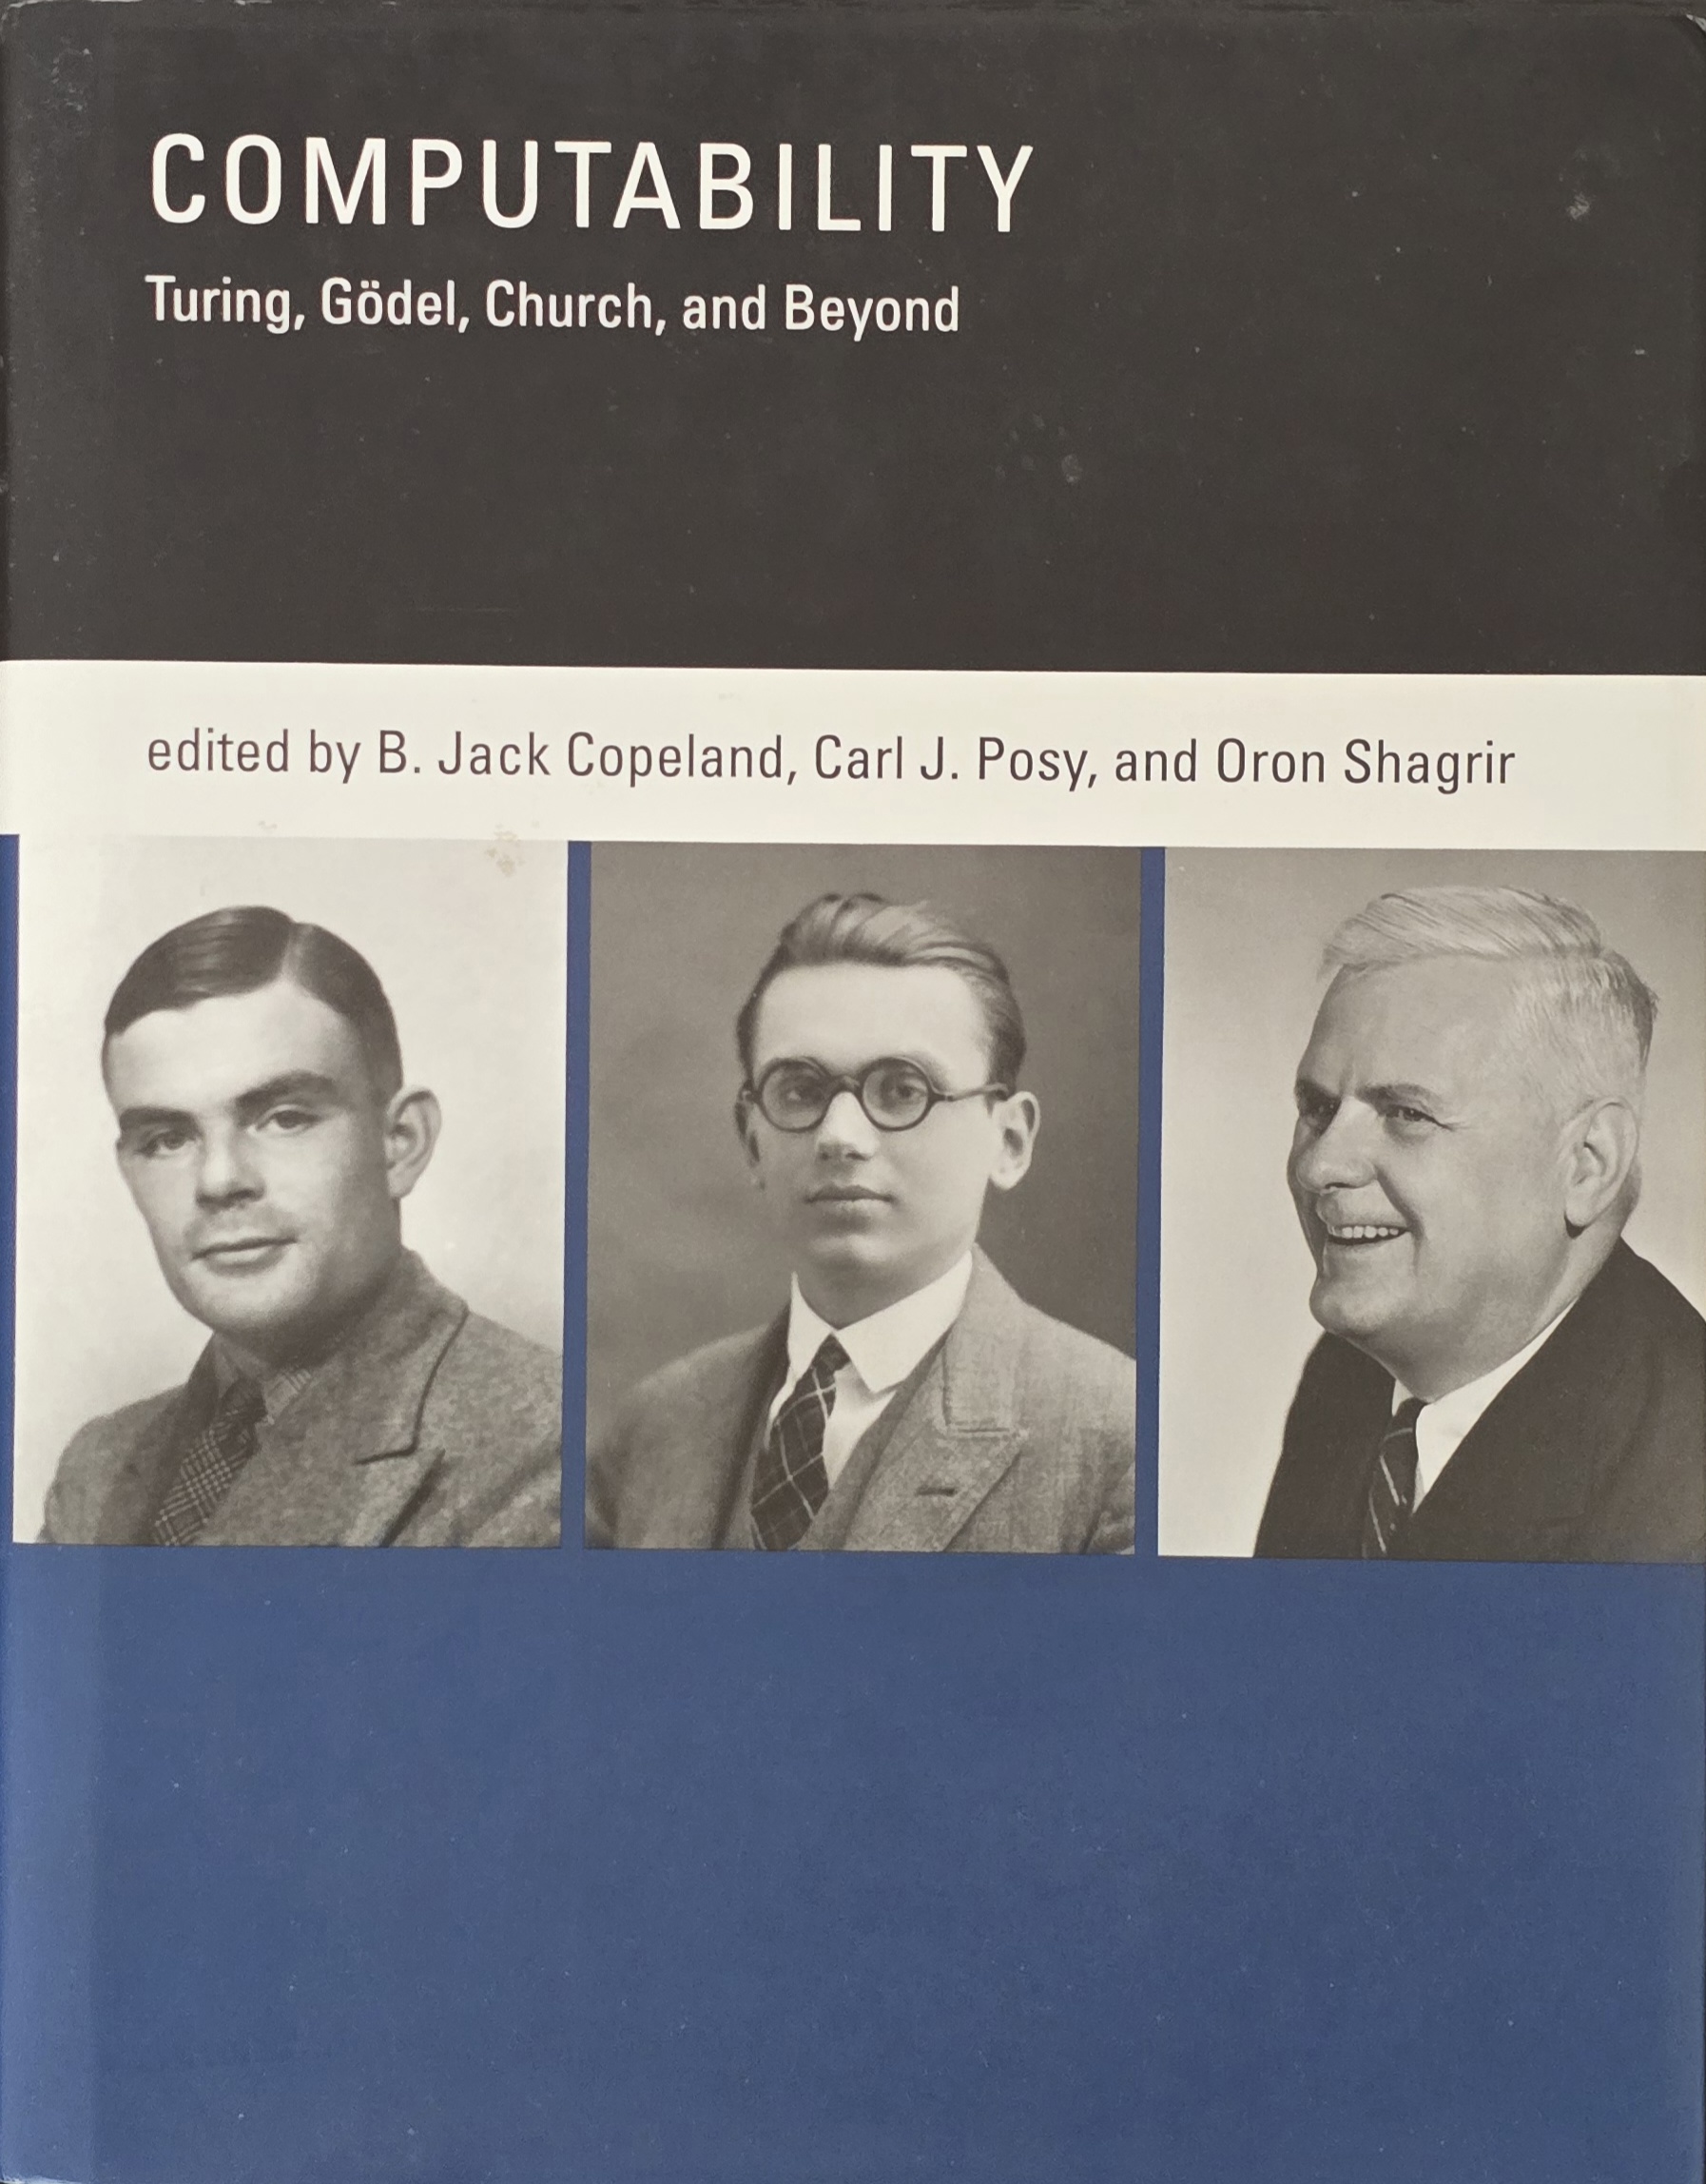 COMPUTABILITY
Turing, Gödel, Church, and Beyond
edited by B. Jack Copeland, Carl J. Posy, and Oron Shagrir